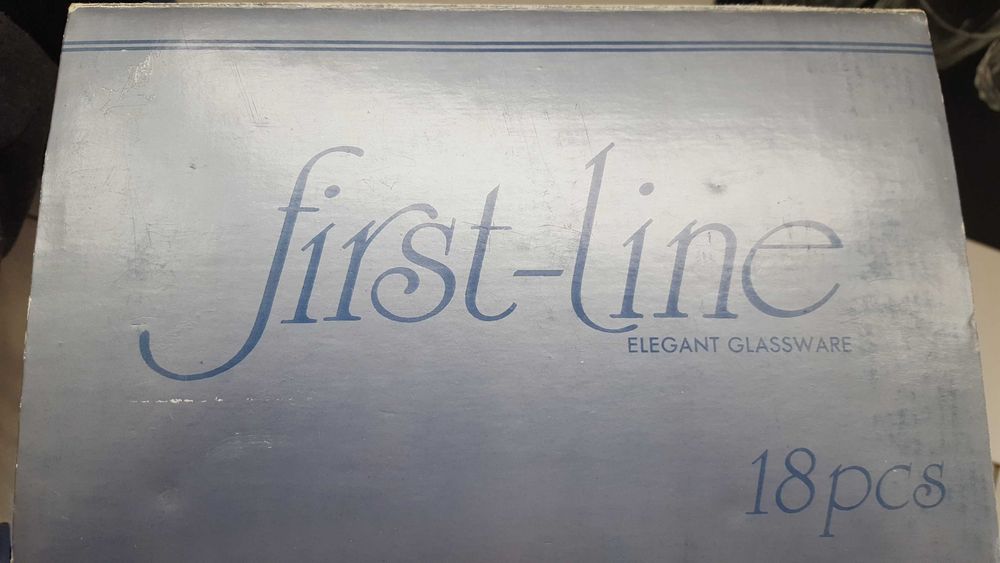 first-line
ELEGANT GLASSWARE
18pcs